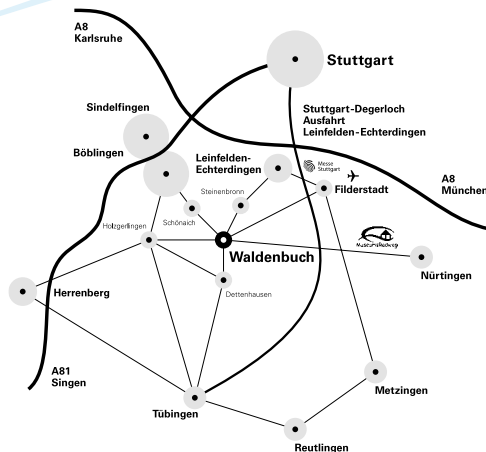 A8
Karlsruhe
Stuttgart
Sindelfingen
Stuttgart-Degerloch
Ausfahrt
Leinfelden-Echterdingen
Böblingen
Leinfelden-
Echterdingen
Messe
Stuttgart
Steinenbronn
Filderstadt
A8
München
Schönaich
Holzgerlingen
Museumsradweg
Waldenbuch
Nürtingen
Dettenhausen
Herrenberg
A81
Singen
Metzingen
Tübingen
Reutlingen